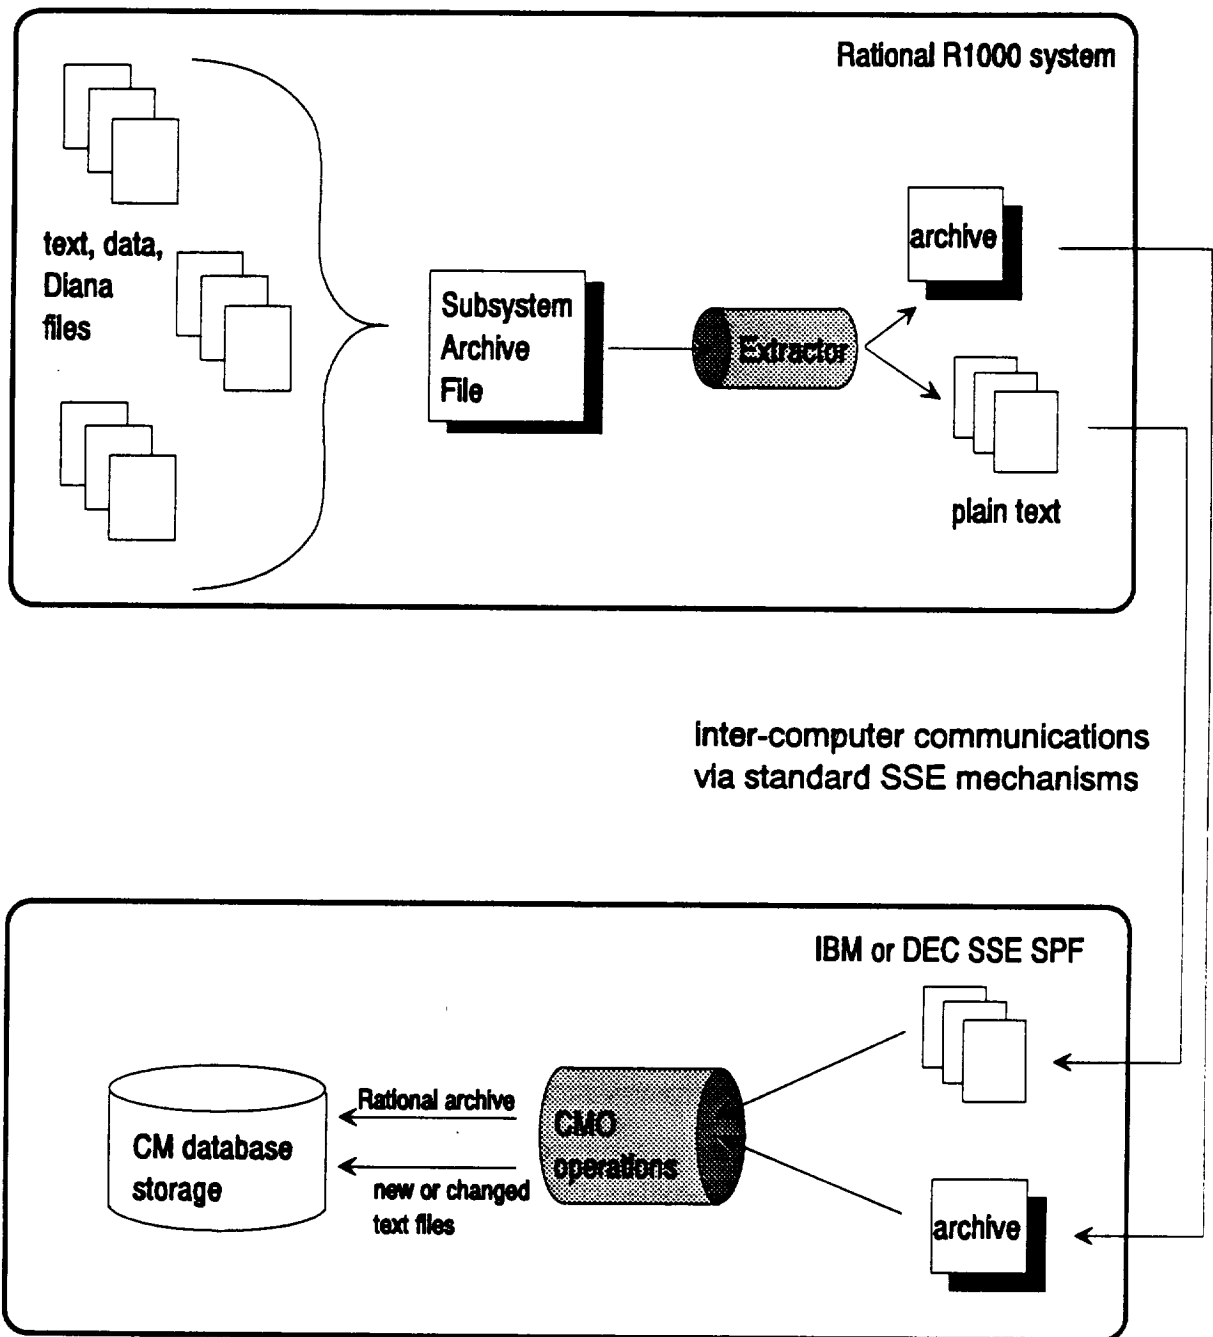 Rational R1000 system
text, data,
Diana
files
Subsystem
Archive
File
Extractor
archive
plain text
inter-computer communications
via standard SSE mechanisms
IBM or DEC SSE SPF
CM database
storage
Rational archive
new or changed
text files
CMO
operations
archive